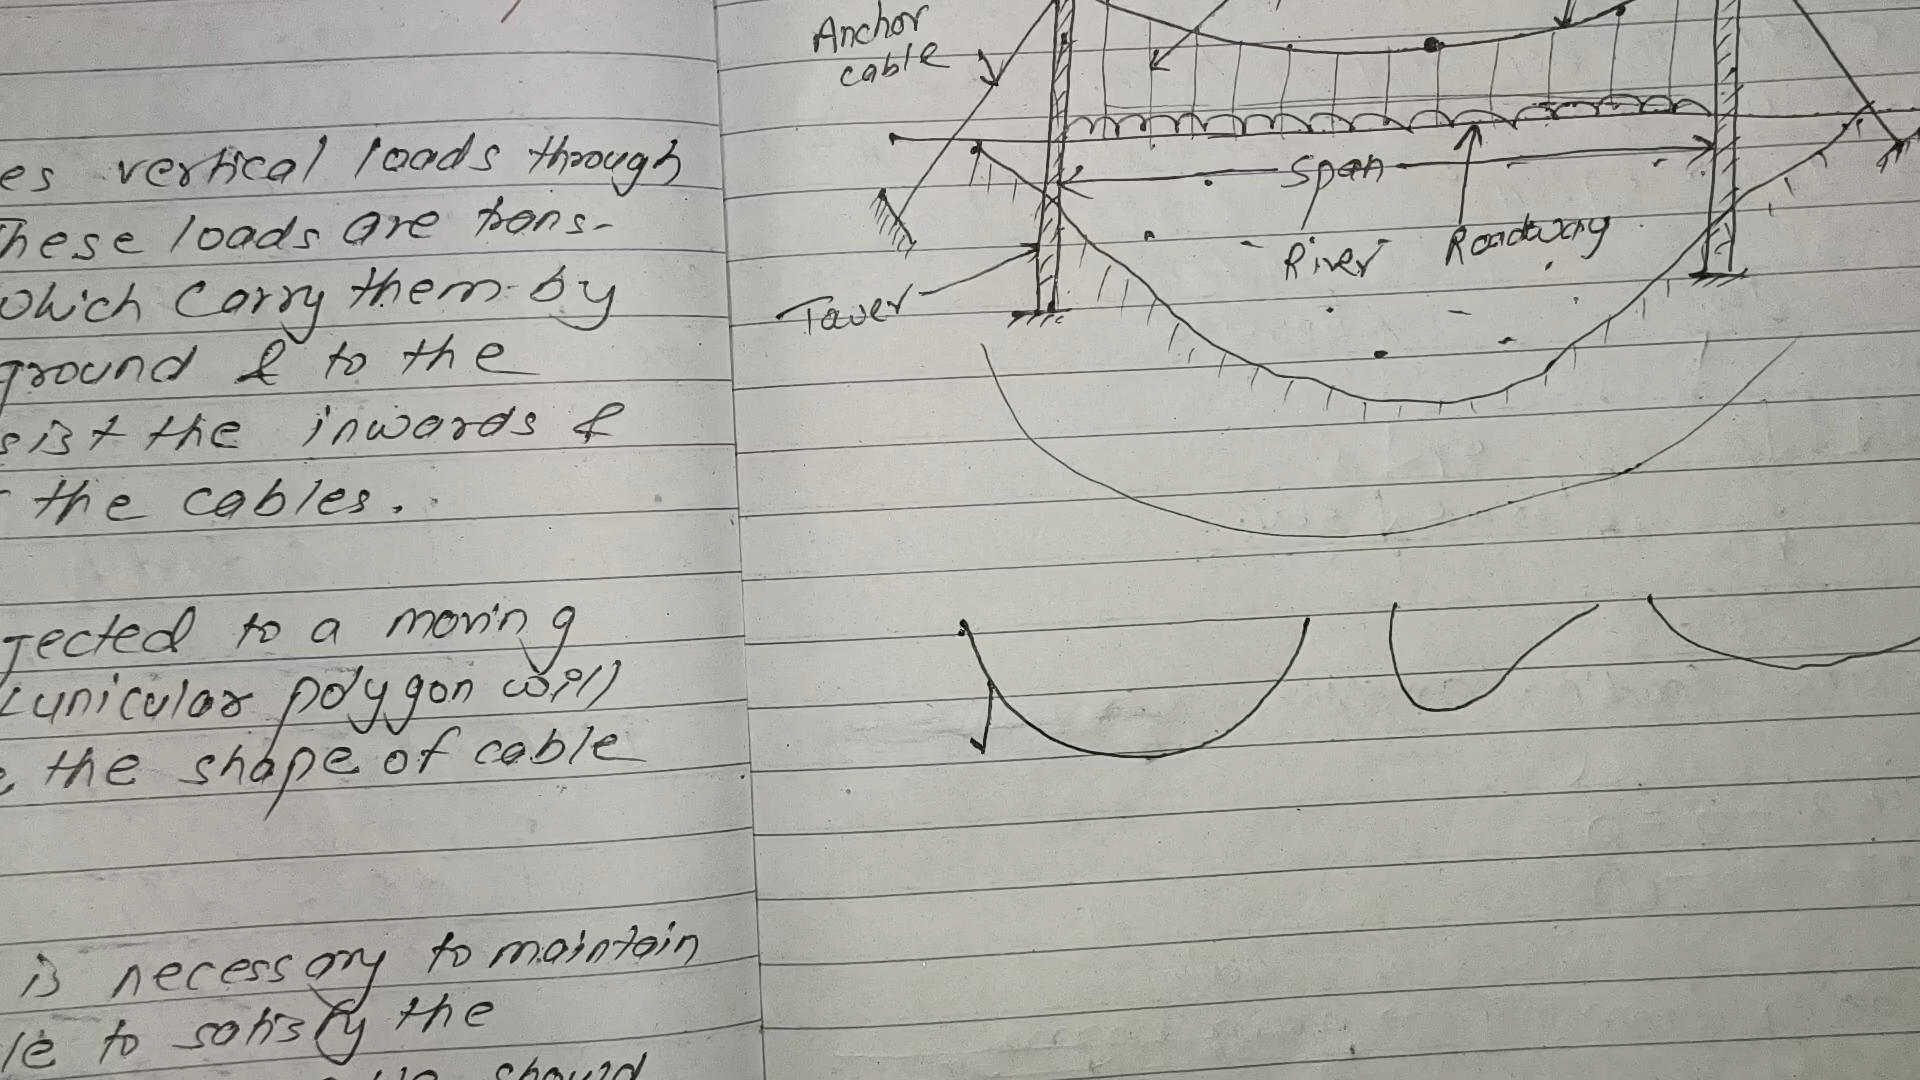 es vertical loads through
These loads are trans-
which carry them by
ground & to the
sist the inwards &
the cables.
jected to a moving
funicular polygon will
the shape of cable
is necessary to maintain
le to satisfy the
should
Anchor
cable
Span
River
Roadway
Tower